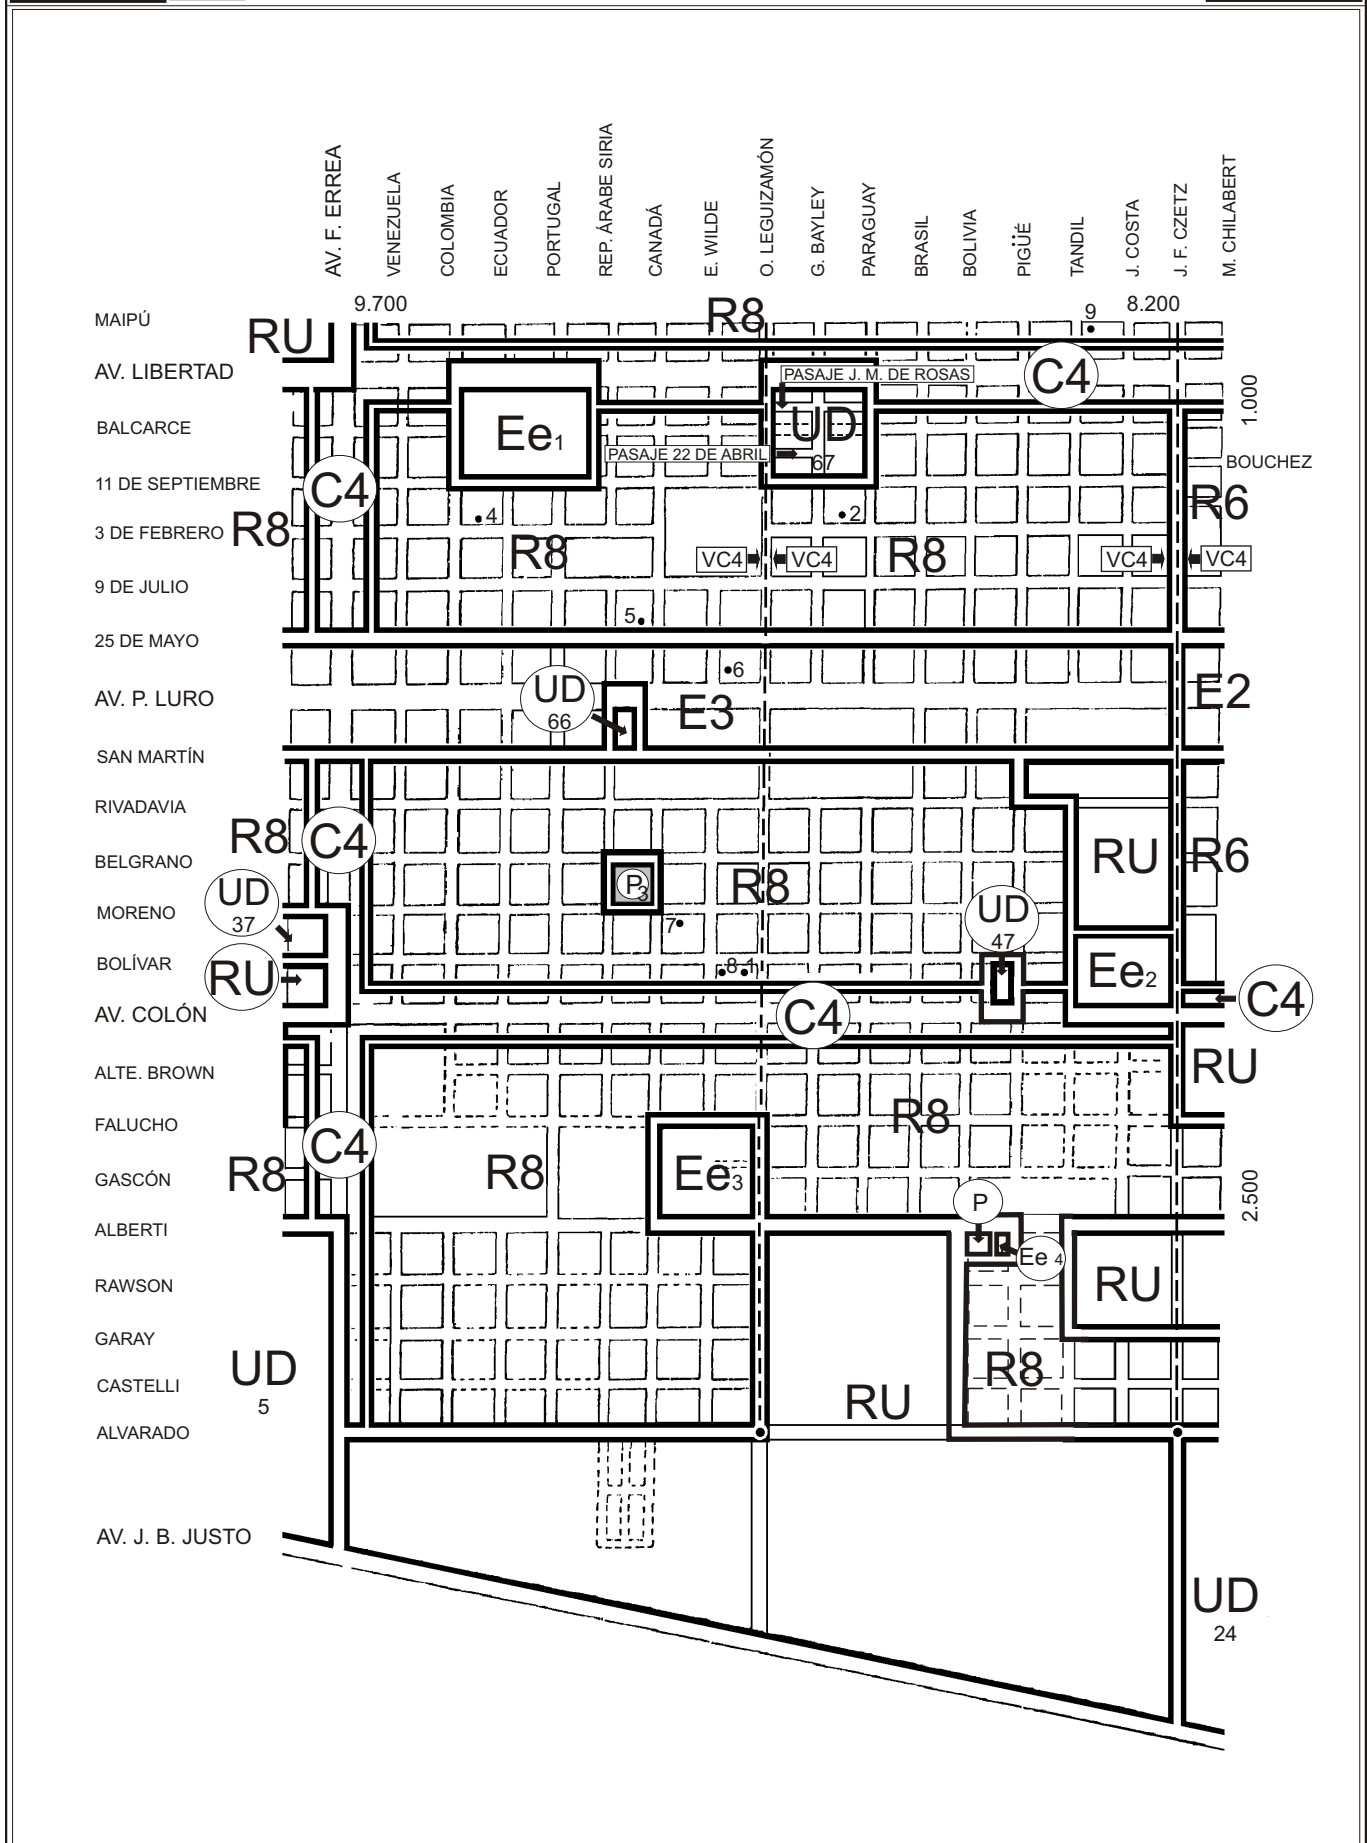 AV. F. ERREA
VENEZUELA
COLOMBIA
ECUADOR
PORTUGAL
REP. ÁRABE SIRIA
CANADÁ
E. WILDE
O. LEGUIZAMÓN
G. BAYLEY
PARAGUAY
BRASIL
BOLIVIA
PIGÜÉ
TANDIL
J. COSTA
J. F. CZETZ
M. CHILABERT
9.700
R8
9
8.200
MAIPÚ
RU
AV. LIBERTAD
PASAJE J. M. DE ROSAS
C4
1.000
BALCARCE
Ee1
UD
67
PASAJE 22 DE ABRIL
BOUCHEZ
11 DE SEPTIEMBRE
C4
R6
3 DE FEBRERO
R8
4
2
R8
VC4
VC4
R8
VC4
VC4
9 DE JULIO
5
25 DE MAYO
6
AV. P. LURO
UD
66
E3
E2
SAN MARTÍN
RIVADAVIA
R8
C4
BELGRANO
RU
R6
UD
37
P3
R8
UD
47
MORENO
7
BOLÍVAR
RU
8
1
Ee2
C4
AV. COLÓN
C4
ALTE. BROWN
RU
FALUCHO
C4
R8
GASCÓN
R8
R8
Ee3
2.500
P
ALBERTI
Ee 4
RAWSON
RU
GARAY
UD
5
R8
CASTELLI
RU
ALVARADO
AV. J. B. JUSTO
UD
24